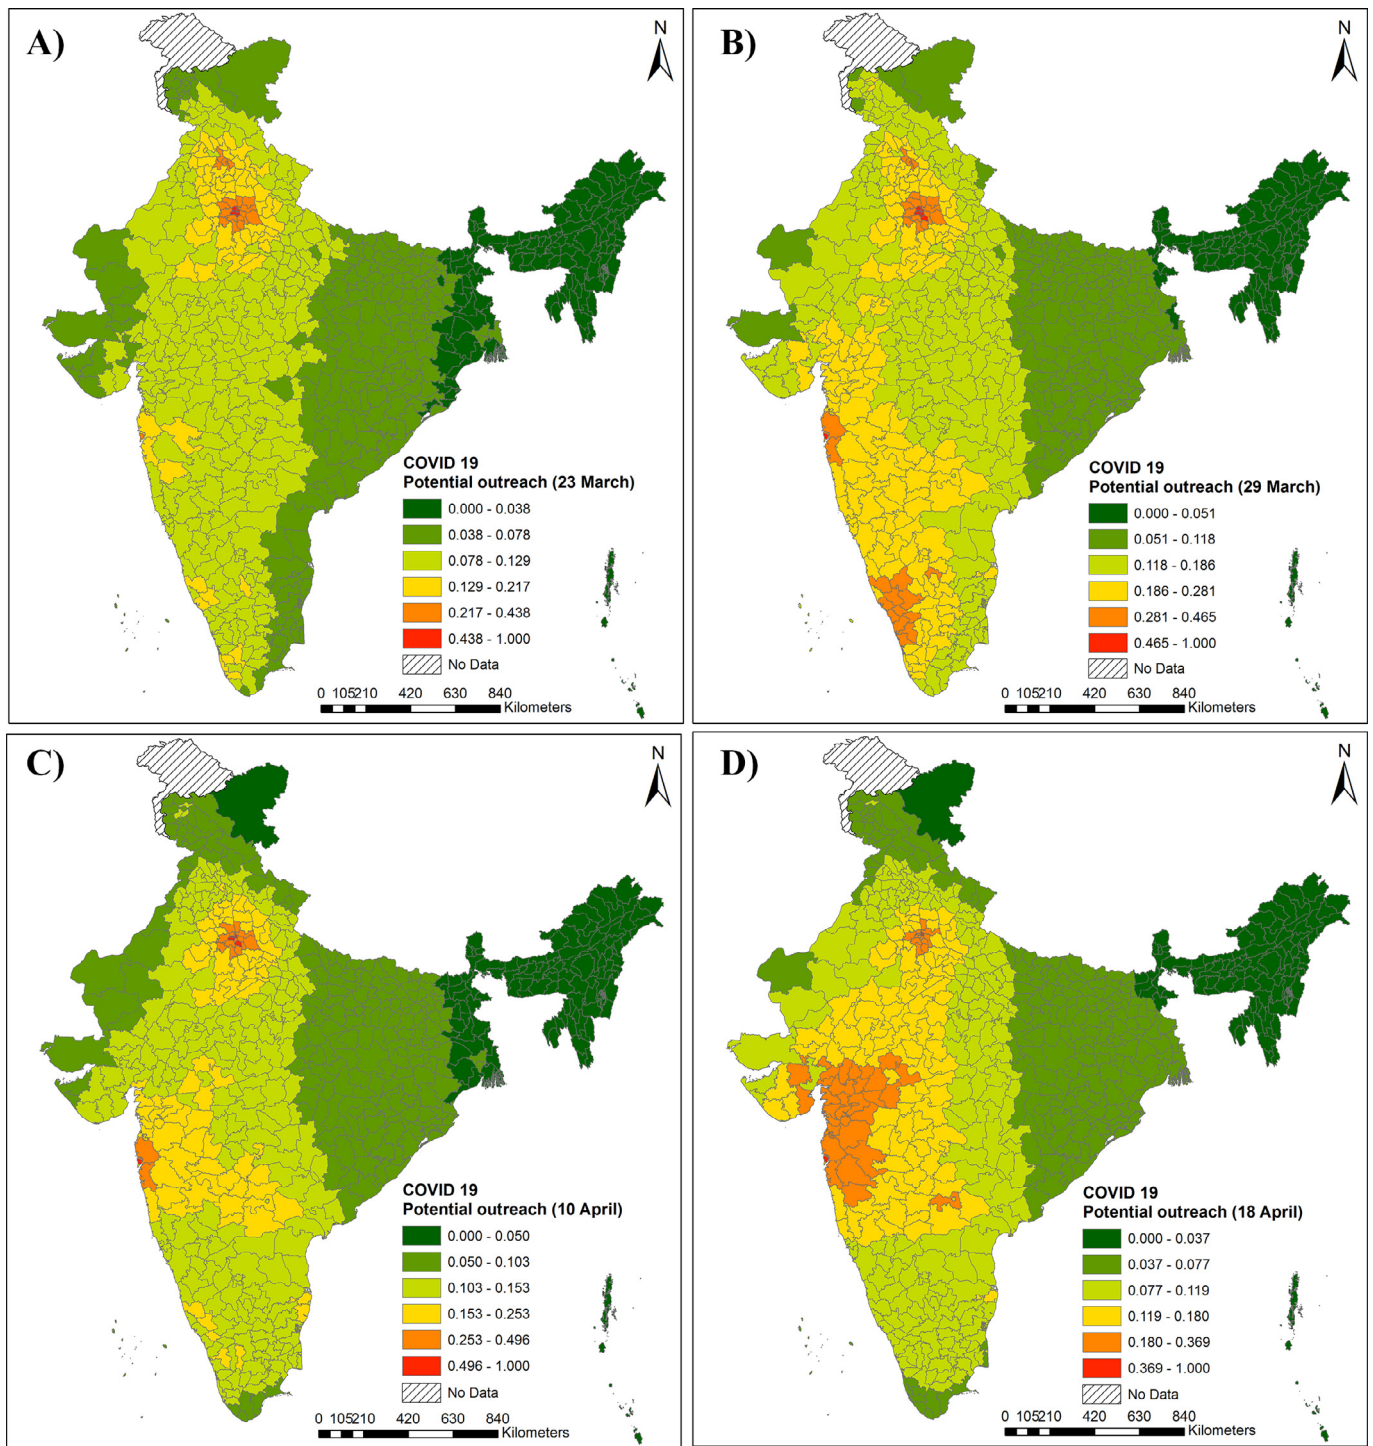 A)
N
COVID 19
Potential outreach (23 March)
0.000 - 0.038
0.038 - 0.078
0.078 - 0.129
0.129 - 0.217
0.217 - 0.438
0.438 - 1.000
No Data
0 105210 420 630 840
Kilometers
B)
N
COVID 19
Potential outreach (29 March)
0.000 - 0.051
0.051 - 0.118
0.118 - 0.186
0.186 - 0.281
0.281 - 0.465
0.465 - 1.000
No Data
0 105210 420 630 840
Kilometers
C)
N
COVID 19
Potential outreach (10 April)
0.000 - 0.050
0.050 - 0.103
0.103 - 0.153
0.153 - 0.253
0.253 - 0.496
0.496 - 1.000
No Data
0 105210 420 630 840
Kilometers
D)
N
COVID 19
Potential outreach (18 April)
0.000 - 0.037
0.037 - 0.077
0.077 - 0.119
0.119 - 0.180
0.180 - 0.369
0.369 - 1.000
No Data
0 105210 420 630 840
Kilometers